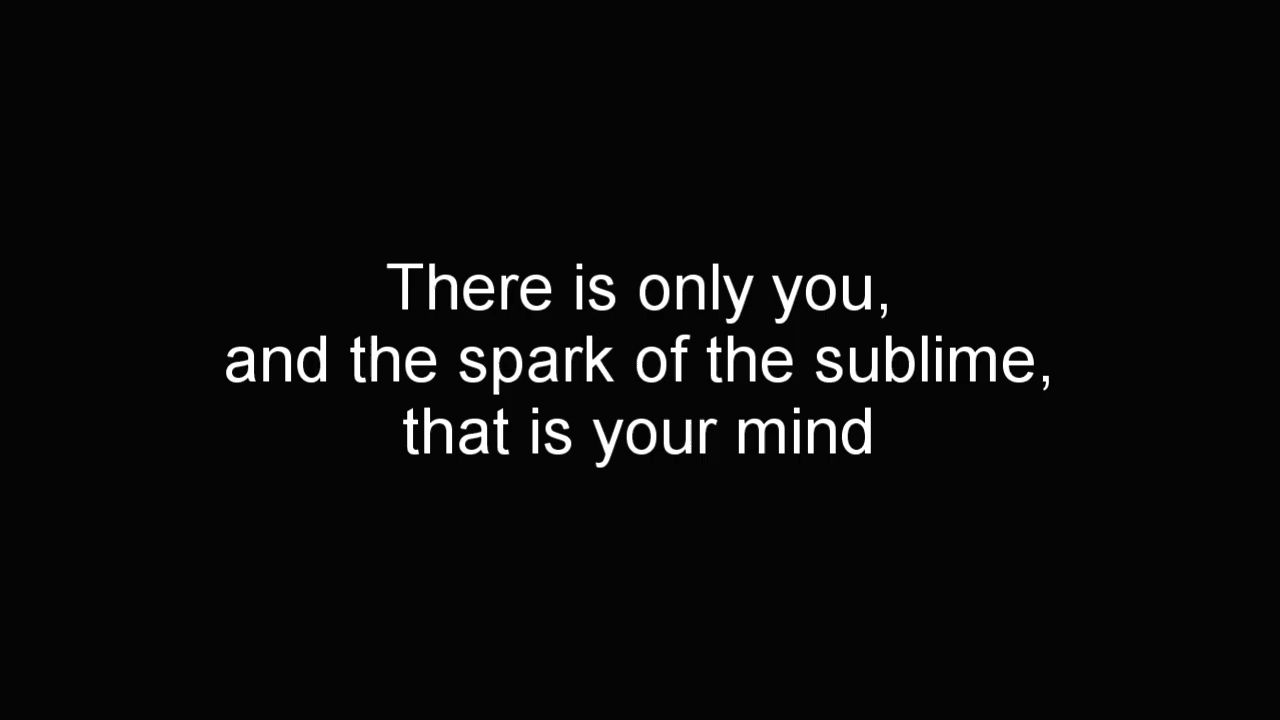 There is only you,
and the spark of the sublime,
that is your mind